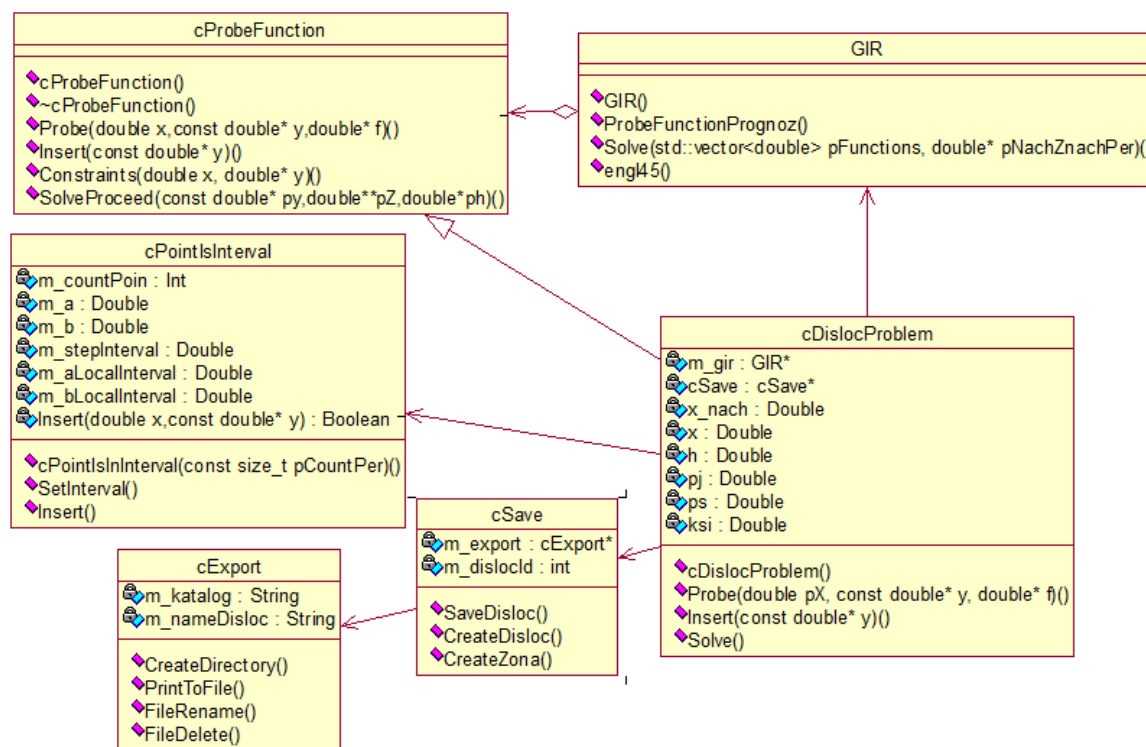 cProbeFunction
cProbeFunction()
~cProbeFunction()
Probe(double x,const double* y,double* f)()
Insert(const double* y)()
Constraints(double x, double* y)()
SolveProceed(const double* py,double**pZ,double*ph)()
GIR
GIR()
ProbeFunctionPrognoz()
Solve(std::vector<double> pFunctions, double* pNachZnachPer)()
engl45()
cPointIsInterval
m_countPoin : Int
m_a : Double
m_b : Double
m_stepInterval : Double
m_aLocalInterval : Double
m_bLocalInterval : Double
Insert(double x,const double* y) : Boolean
cPointIsInInterval(const size_t pCountPer)()
SetInterval()
Insert()
cDislocProblem
m_gir : GIR*
cSave : cSave*
x_nach : Double
x : Double
h : Double
pj : Double
ps : Double
ksi : Double
cDislocProblem()
Probe(double pX, const double* y, double* f)()
Insert(const double* y)()
Solve()
cSave
m_export : cExport*
m_dislocId : int
SaveDisloc()
CreateDisloc()
CreateZona()
cExport
m_katalog : String
m_nameDisloc : String
CreateDirectory()
PrintToFile()
FileRename()
FileDelete()